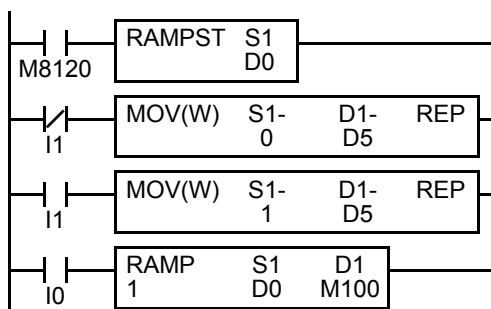 RAMPST S1
D0
M8120
MOV(W) S1- D1- REP
0 D5
I1
MOV(W) S1- D1- REP
1 D5
I1
RAMP S1 D1
1 D0 M100
I0